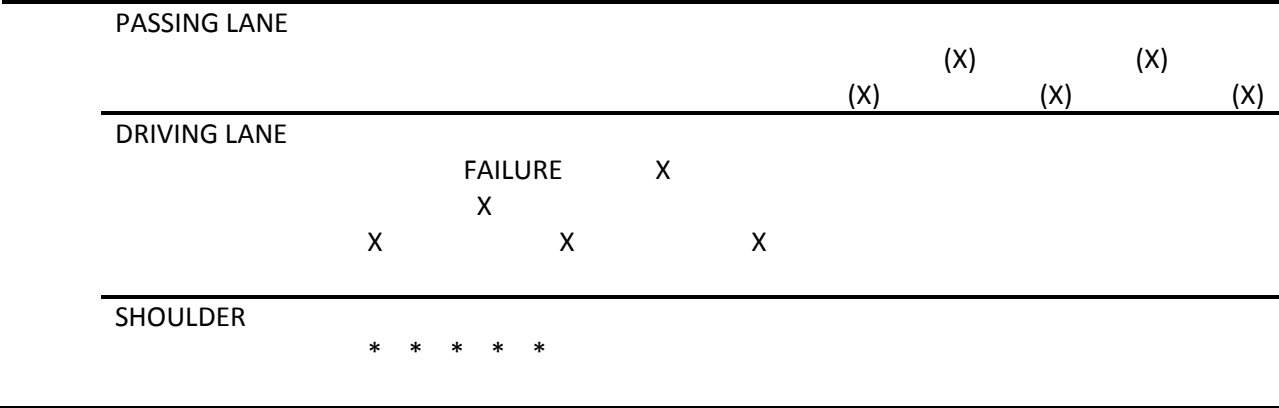 PASSING LANE
(X) (X)
(X) (X) (X)
DRIVING LANE
FAILURE X
X
X X X
SHOULDER
* * * * *